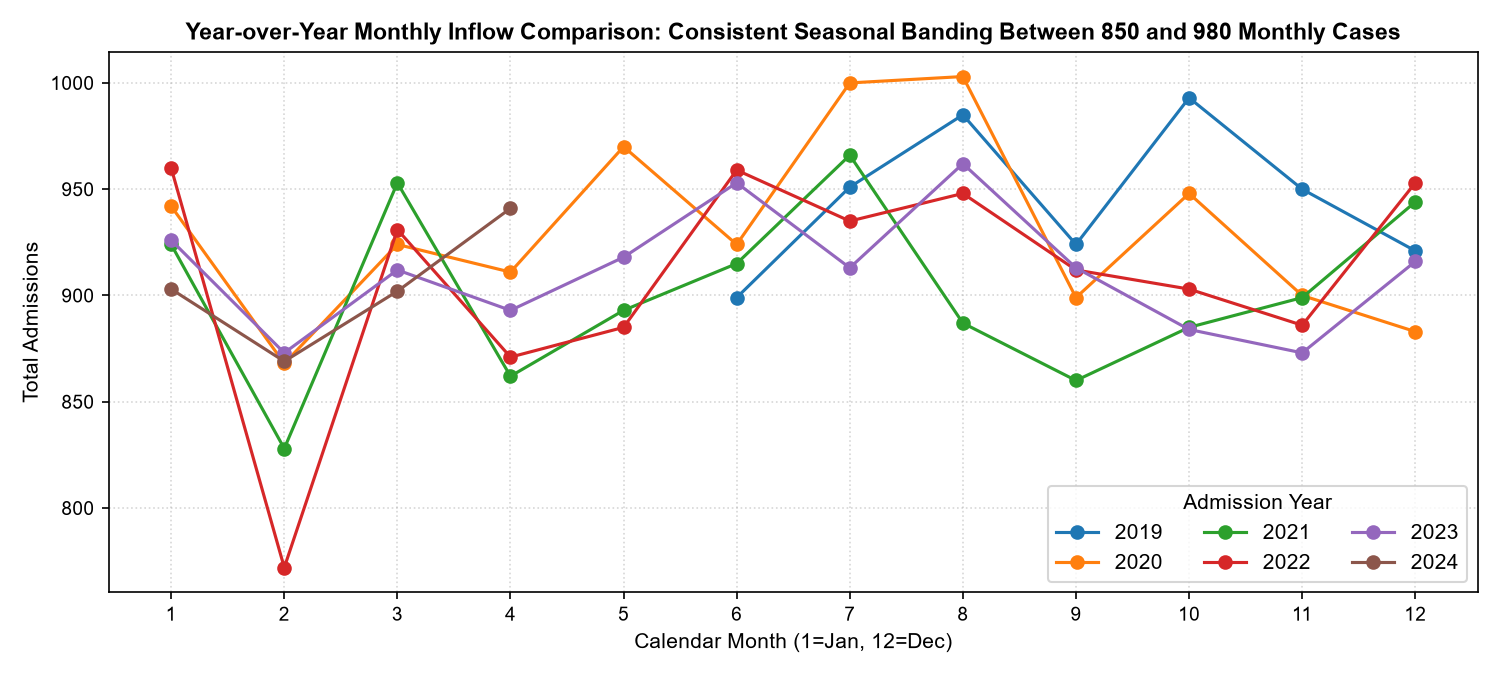 Year-over-Year Monthly Inflow Comparison: Consistent Seasonal Banding Between 850 and 980 Monthly Cases
Total Admissions
1000
950
900
850
800
1 2 3 4 5 6 7 8 9 10 11 12
Calendar Month (1=Jan, 12=Dec)
Admission Year
2019 2021 2023
2020 2022 2024